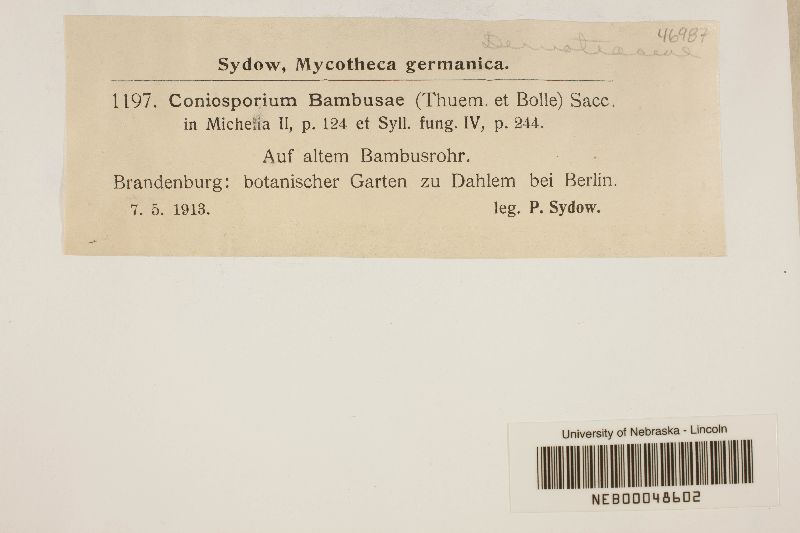 46987
Dematiaceae
Sydow, Mycotheca germanica.
1197. Coniosporium Bambusae (Thuem. et Bolle) Sacc.
in Michelia II, p. 124 et Syll. fung. IV, p. 244.
Auf altem Bambusrohr.
Brandenburg: botanischer Garten zu Dahlem bei Berlin.
7. 5. 1913. leg. P. Sydow.
University of Nebraska - Lincoln
NEB00048602